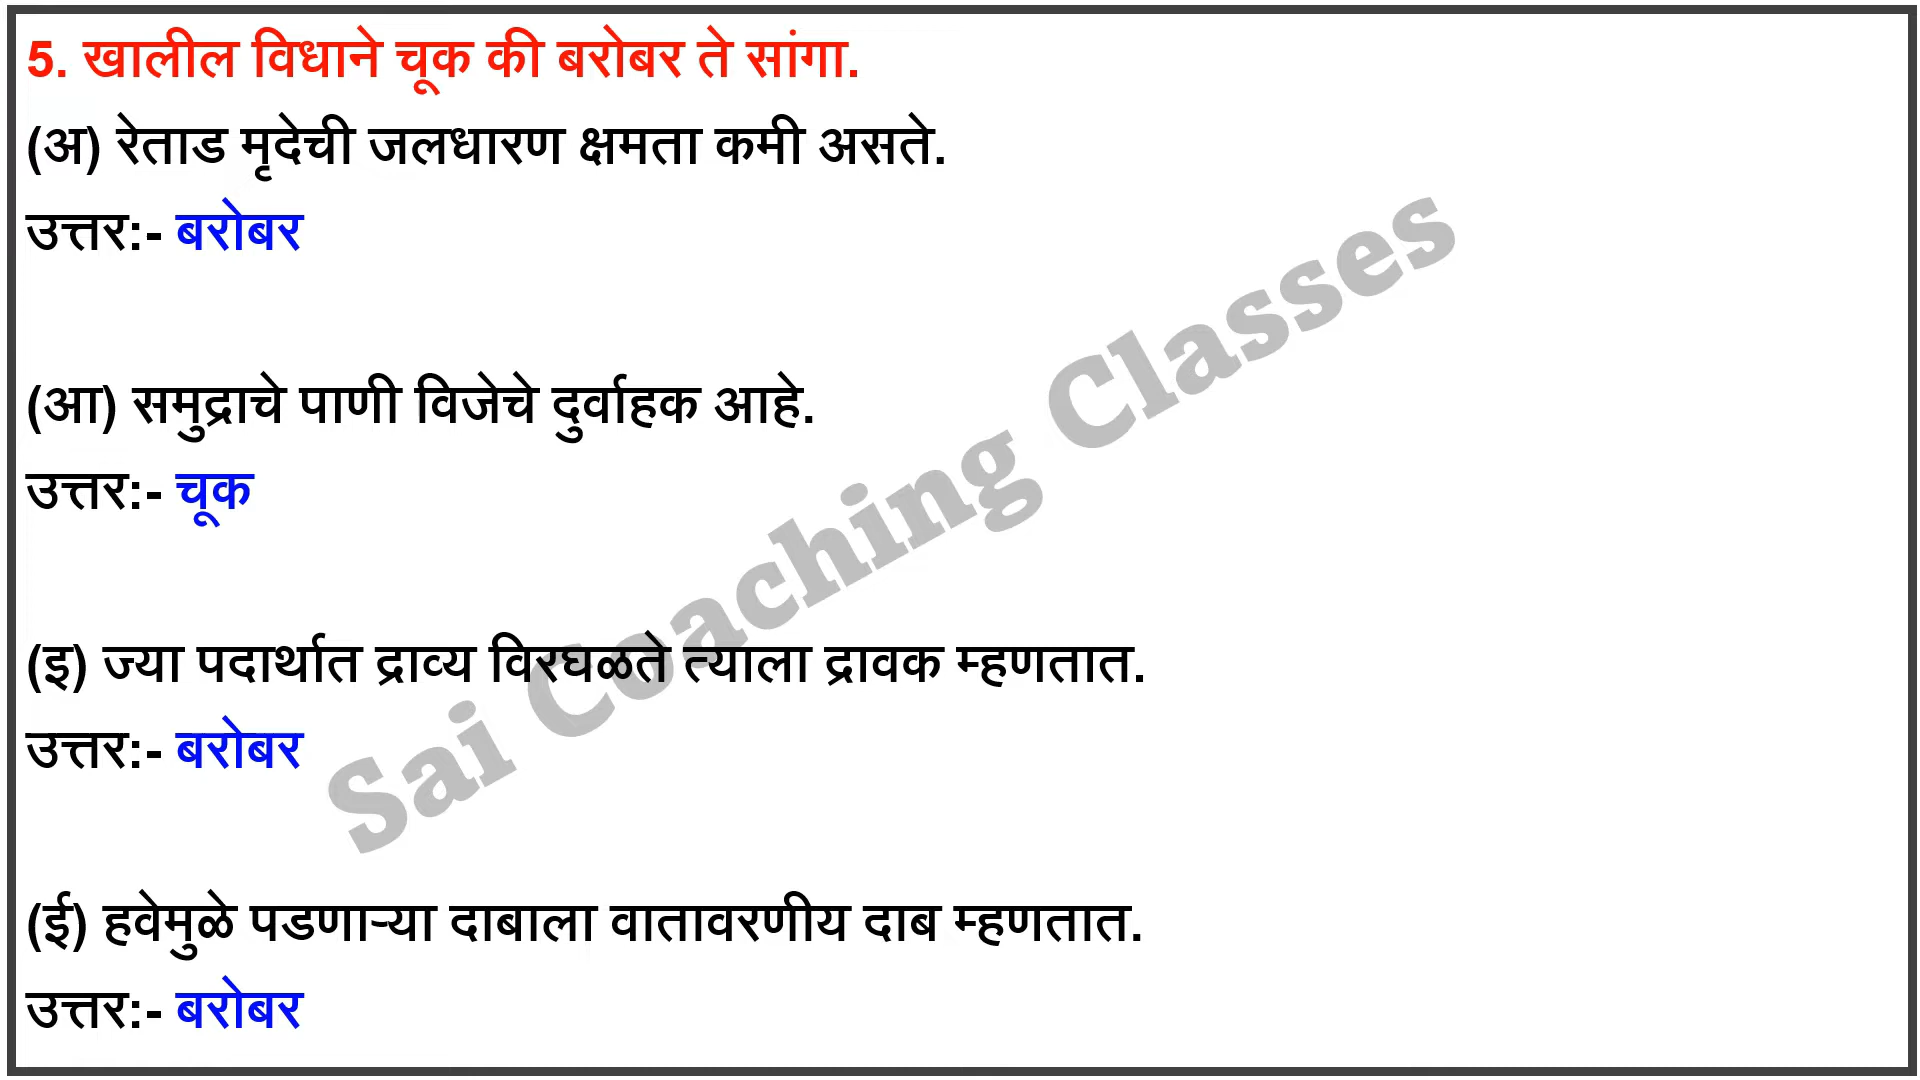 5. खालील विधाने चूक की बरोबर ते सांगा.
(अ) रेताड मृदेची जलधारण क्षमता कमी असते.
उत्तर:- बरोबर
(आ) समुद्राचे पाणी विजेचे दुर्वाहक आहे.
उत्तर:- चूक
(इ) ज्या पदार्थात द्राव्य विरघळते त्याला द्रावक म्हणतात.
उत्तर:- बरोबर
(ई) हवेमुळे पडणाऱ्या दाबाला वातावरणीय दाब म्हणतात.
उत्तर:- बरोबर
Sai Coaching Classes